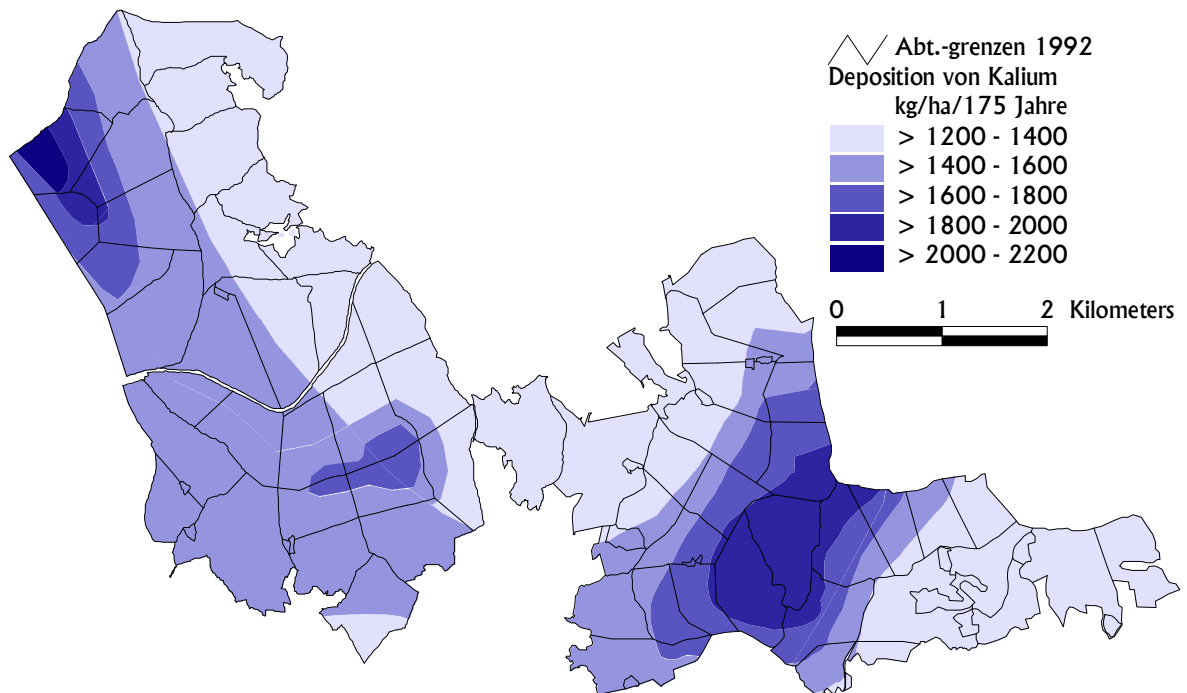 Abt.-grenzen 1992
Deposition von Kalium
kg/ha/175 Jahre
> 1200 - 1400
> 1400 - 1600
> 1600 - 1800
> 1800 - 2000
> 2000 - 2200
0 1 2 Kilometers